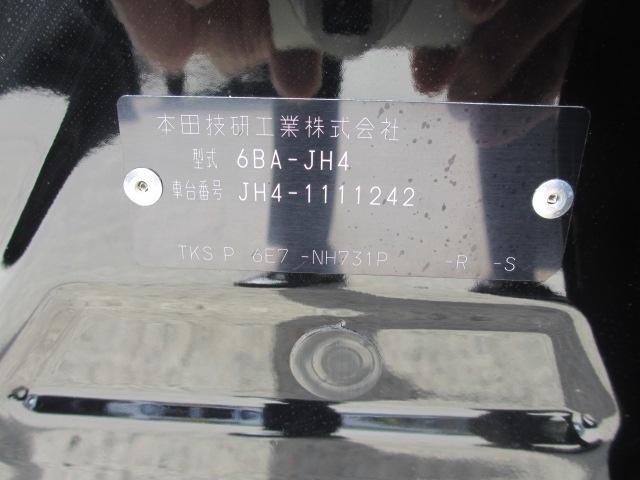 本田技研工業株式会社
型式 6BA-JH4
車台番号 JH4-1111242
TKS P 6E7 -NH731P -R -S